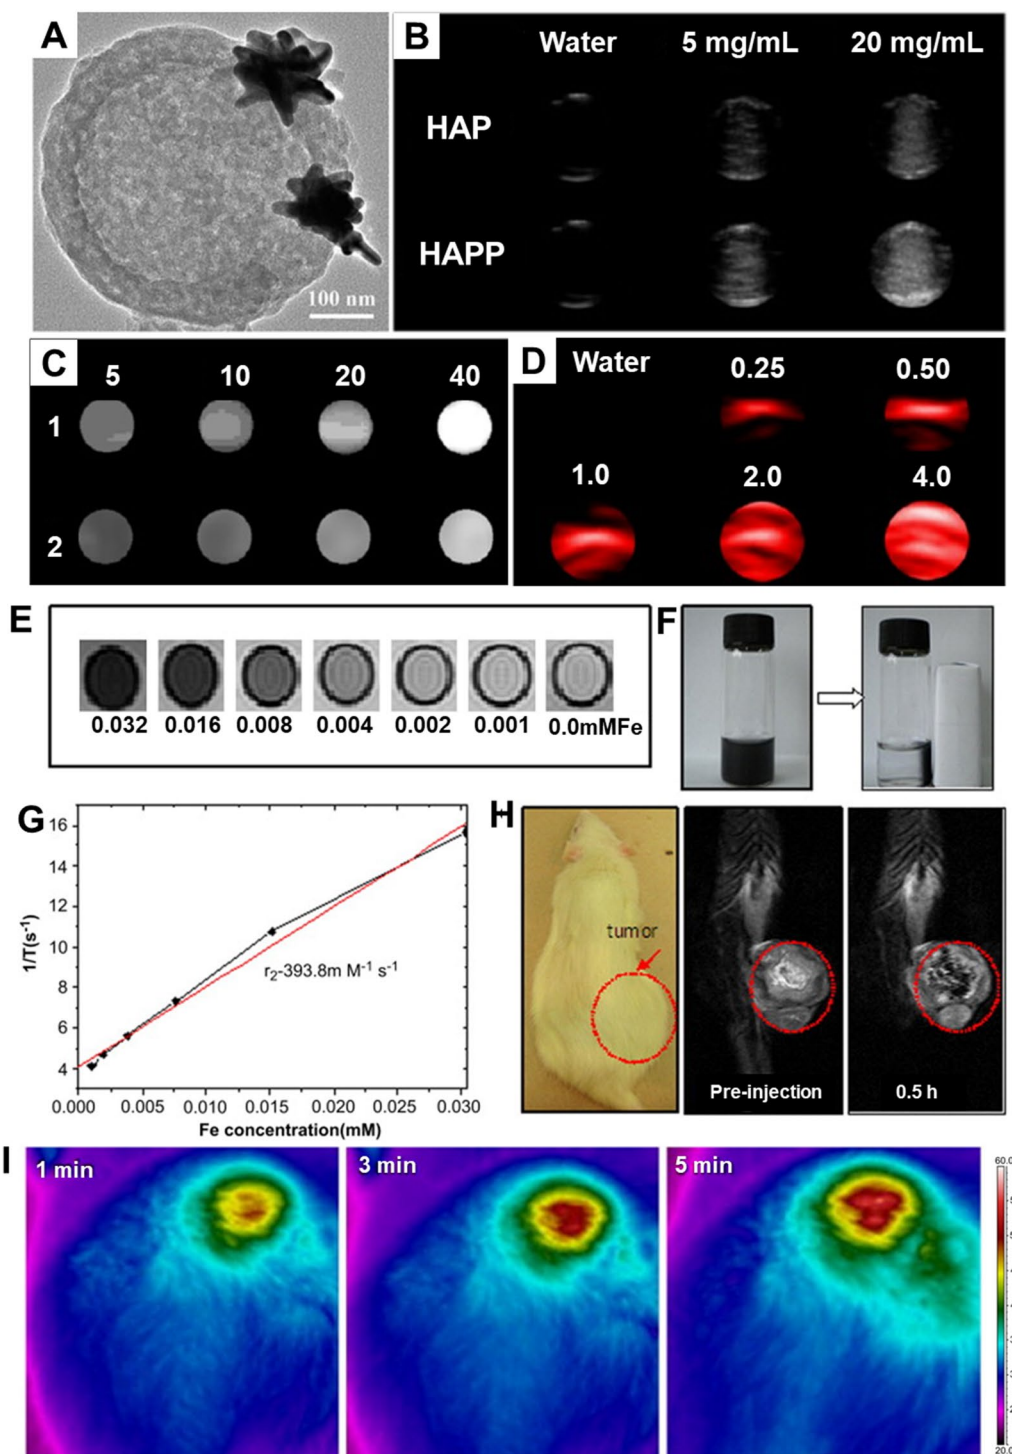 A
100 nm
B
Water 5 mg/mL 20 mg/mL
HAP
HAPP
C
5 10 20 40
1
2
D
Water 0.25 0.50
1.0 2.0 4.0
E
0.032 0.016 0.008 0.004 0.002 0.001 0.0mMFe
F
G
16
14
12
10
8
6
4
1/T(s⁻¹)
r₂-393.8m M⁻¹ s⁻¹
0.000 0.005 0.010 0.015 0.020 0.025 0.030
Fe concentration(mM)
H
tumor
Pre-injection
0.5 h
I
1 min
3 min
5 min
60.0
20.0